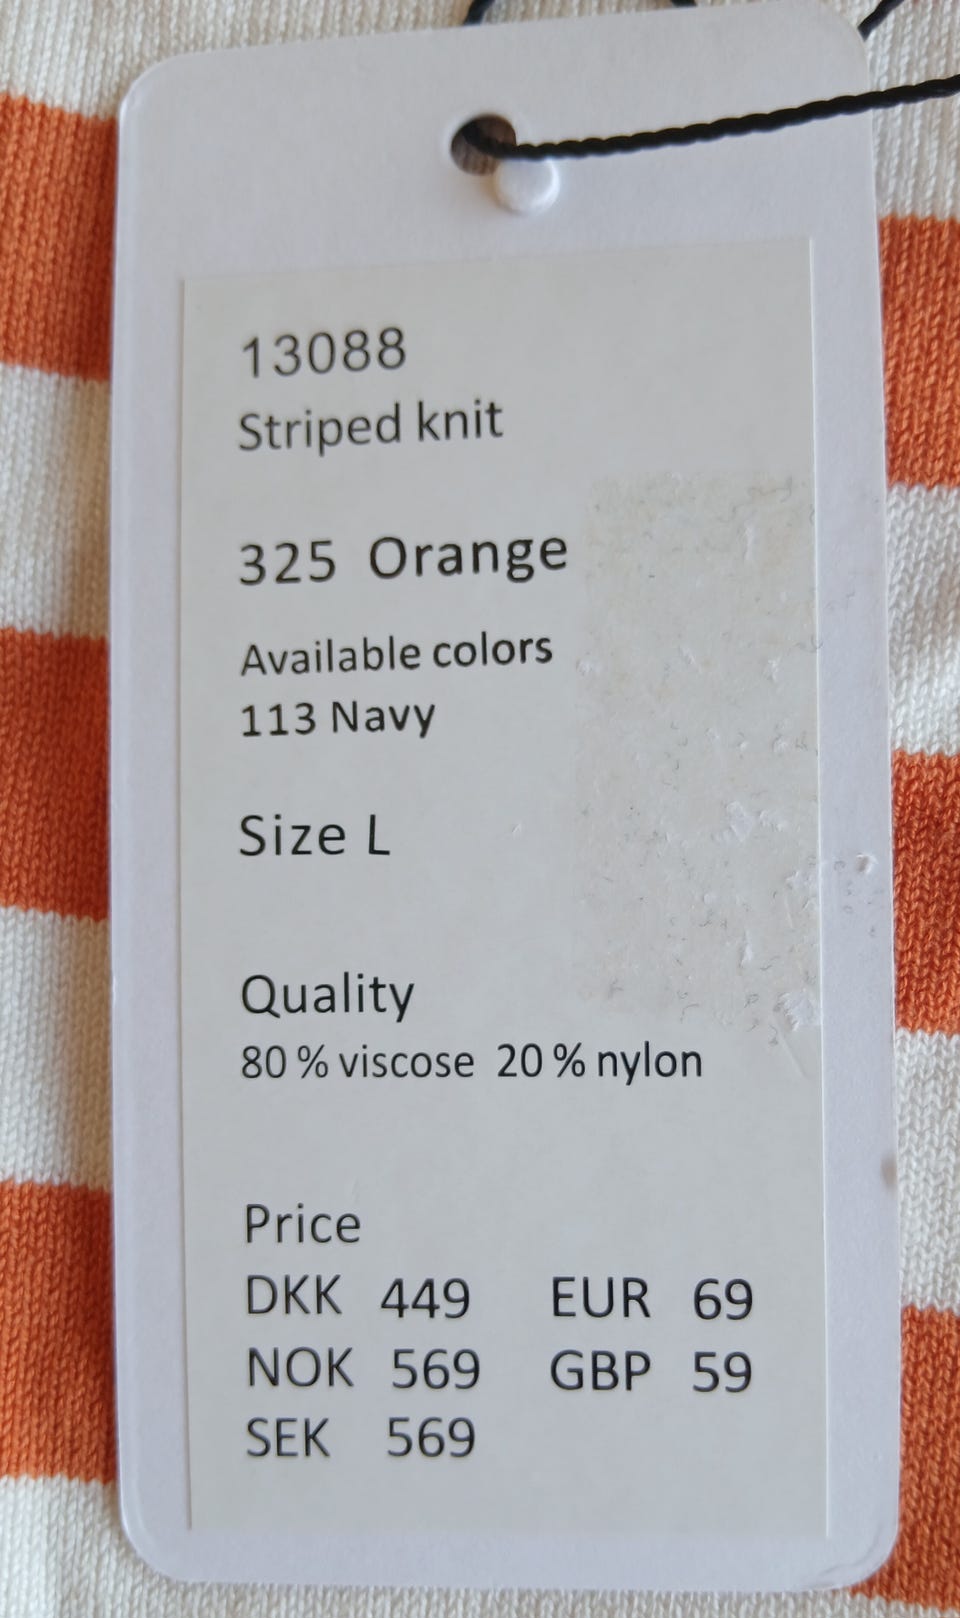 13088
Striped knit
325 Orange
Available colors
113 Navy
Size L
Quality
80 % viscose 20 % nylon
Price
DKK 449 EUR 69
NOK 569 GBP 59
SEK 569